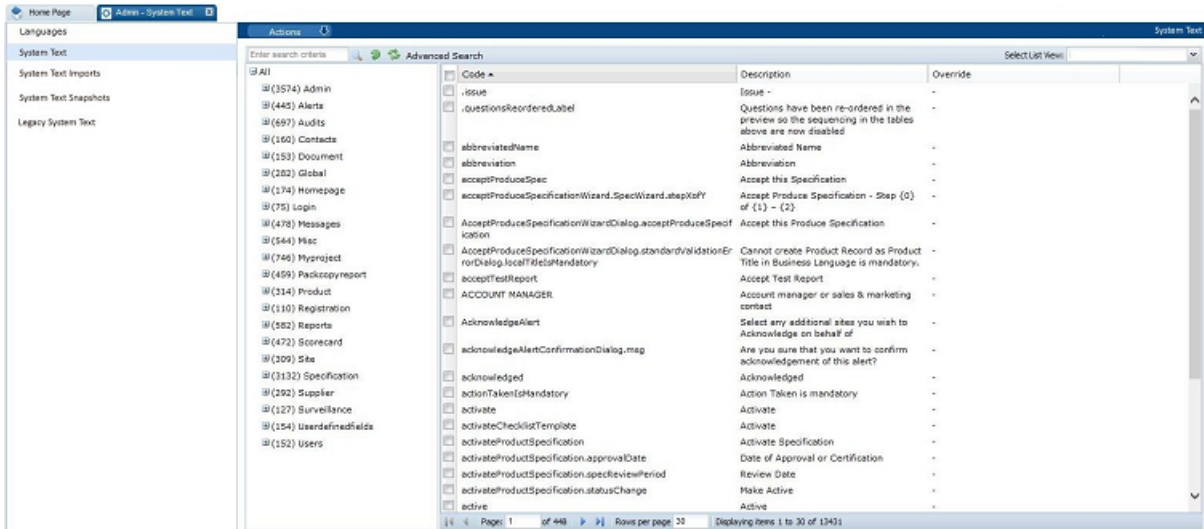 Home Page
Admin - System Text
Languages
System Text
System Text Imports
System Text Snapshots
Legacy System Text
Actions
System Text
Enter search criteria
Advanced Search
Select List View:
All
(3574) Admin
(445) Alerts
(697) Audits
(160) Contacts
(153) Document
(282) Global
(174) Homepage
(75) Login
(478) Messages
(544) Misc
(746) Myproject
(459) Packcopyreport
(314) Product
(110) Registration
(582) Reports
(472) Scorecard
(309) Site
(3132) Specification
(292) Supplier
(127) Surveillance
(154) Userdefinedfields
(152) Users
Code Description Override
.issue Issue - -
.questionsReorderedLabel Questions have been re-ordered in the -
preview so the sequencing in the tables
above are now disabled
abbreviatedName Abbreviated Name -
abbreviation Abbreviation -
acceptProduceSpec Accept this Specification -
acceptProduceSpecificationWizard.SpecWizard.stepXofY Accept Produce Specification - Step {0} -
of {1} - {2}
AcceptProduceSpecificationWizardDialog.acceptProduceSpecif Accept this Produce Specification -
ication
AcceptProduceSpecificationWizardDialog.standardValidationEr Cannot create Product Record as Product -
rorDialog.localTitleIsMandatory Title in Business Language is mandatory.
acceptTestReport Accept Test Report -
ACCOUNT MANAGER Account manager or sales & marketing -
contact
AcknowledgeAlert Select any additional sites you wish to -
Acknowledge on behalf of
acknowledgeAlertConfirmationDialog.msg Are you sure that you want to confirm -
acknowledgement of this alert?
acknowledged Acknowledged -
actionTakenIsMandatory Action Taken is mandatory -
activate Activate -
activateChecklistTemplate Activate -
activateProductSpecification Activate Specification -
activateProductSpecification.approvalDate Date of Approval or Certification -
activateProductSpecification.specReviewPeriod Review Date -
activateProductSpecification.statusChange Make Active -
active Active -
Page: 1 of 448 Rows per page 30 Displaying items 1 to 30 of 13431